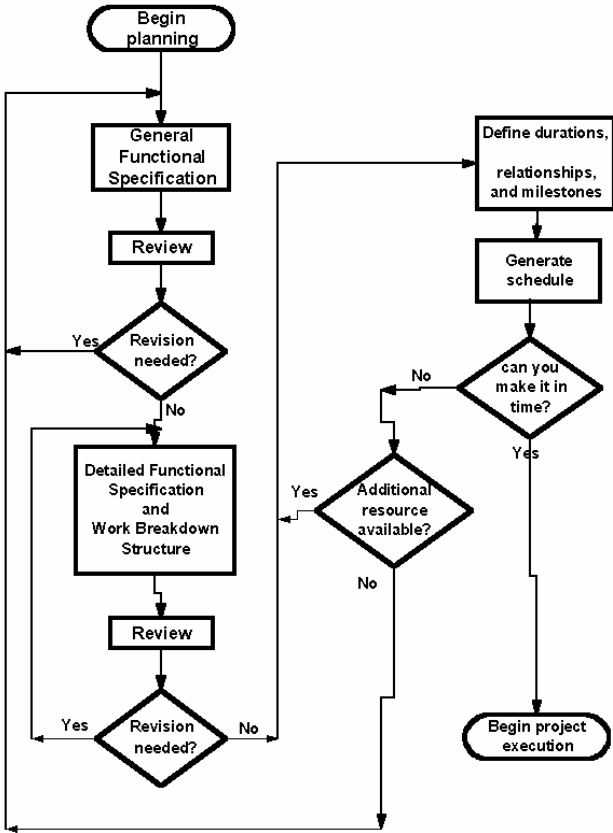 Begin
planning
General
Functional
Specification
Review
Yes
Revision
needed?
No
Detailed Functional
Specification
and
Work Breakdown
Structure
Review
Yes
Revision
needed?
No
Define durations,
relationships,
and milestones
Generate
schedule
can you
make it in
time?
No
Yes
Additional
resource
available?
Yes
No
Begin project
execution